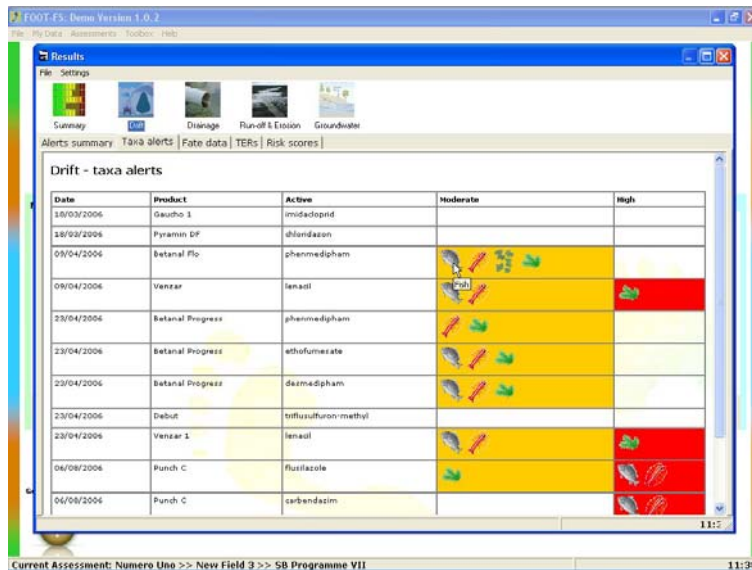 FOOT-FS: Demo Version 1.0.2
File My Data Assessments Toolbox Help
Results
File Settings
Summary Drift Drainage Run-off & Erosion Groundwater
Alerts summary Taxa alerts Fate data TERs Risk scores
Drift - taxa alerts
Date Product Active Moderate High
18/03/2006 Gaucho 1 imidacloprid
18/03/2006 Pyramin DF chloridazon
09/04/2006 Betanal Flo phenmedipham
Fish
09/04/2006 Venzar lenacil
23/04/2006 Betanal Progress phenmedipham
23/04/2006 Betanal Progress ethofumesate
23/04/2006 Betanal Progress desmedipham
23/04/2006 Debut triflusulfuron-methyl
23/04/2006 Venzar 1 lenacil
06/08/2006 Punch C flusilazole
06/08/2006 Punch C carbendazim
Current Assessment: Numero Uno >> New Field 3 >> SB Programme VII